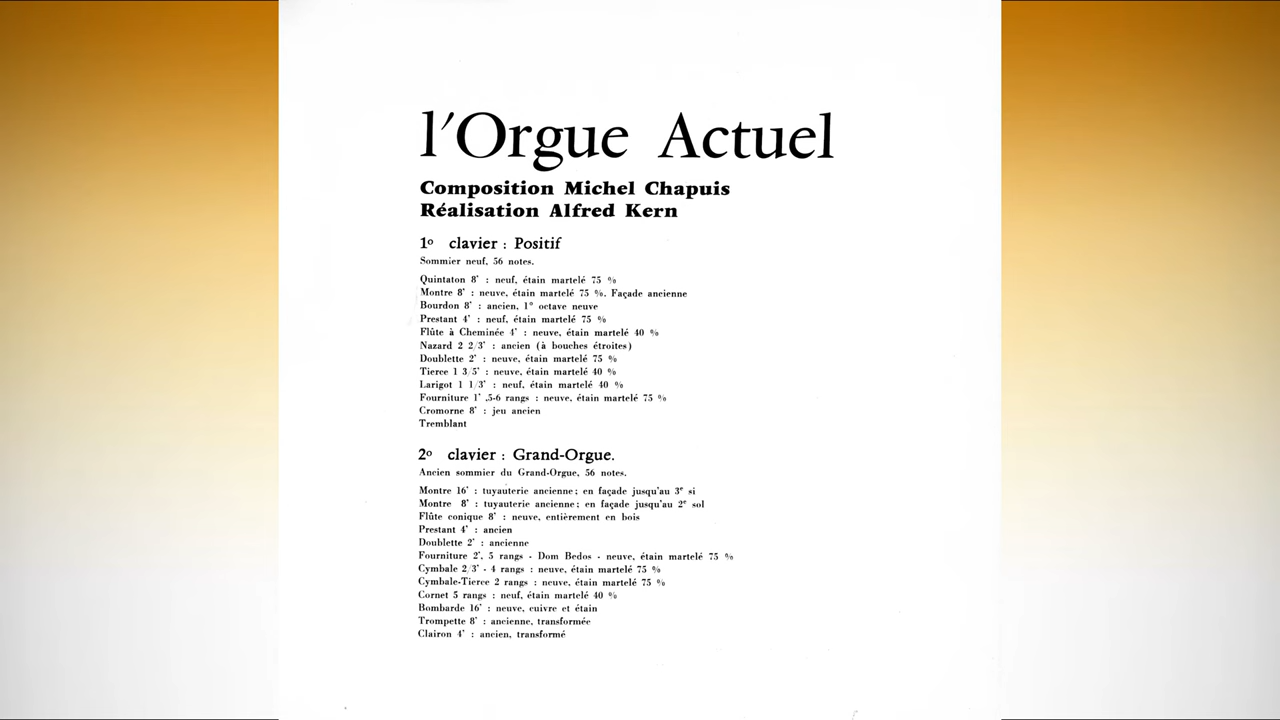 l'Orgue Actuel
Composition Michel Chapuis
Réalisation Alfred Kern
1º clavier : Positif
Sommier neuf, 56 notes.
Quintaton 8' : neuf, étain martelé 75 %
Montre 8' : neuve, étain martelé 75 %. Façade ancienne
Bourdon 8' : ancien, 1º octave neuve
Prestant 4' : neuf, étain martelé 75 %
Flûte à Cheminée 4' : neuve, étain martelé 40 %
Nazard 2 2/3' : ancien (à bouches étroites)
Doublette 2' : neuve, étain martelé 75 %
Tierce 1 3/5' : neuve, étain martelé 40 %
Larigot 1 1/3' : neuf, étain martelé 40 %
Fourniture 1' ,5-6 rangs : neuve, étain martelé 75 %
Cromorne 8' : jeu ancien
Tremblant
2º clavier : Grand-Orgue.
Ancien sommier du Grand-Orgue, 56 notes.
Montre 16' : tuyauterie ancienne ; en façade jusqu'au 3e si
Montre 8' : tuyauterie ancienne ; en façade jusqu'au 2e sol
Flûte conique 8' : neuve, entièrement en bois
Prestant 4' : ancien
Doublette 2' : ancienne
Fourniture 2', 5 rangs - Dom Bedos - neuve, étain martelé 75 %
Cymbale 2/3' - 4 rangs : neuve, étain martelé 75 %
Cymbale-Tierce 2 rangs : neuve, étain martelé 75 %
Cornet 5 rangs : neuf, étain martelé 40 %
Bombarde 16' : neuve, cuivre et étain
Trompette 8' : ancienne, transformée
Clairon 4' : ancien, transformé